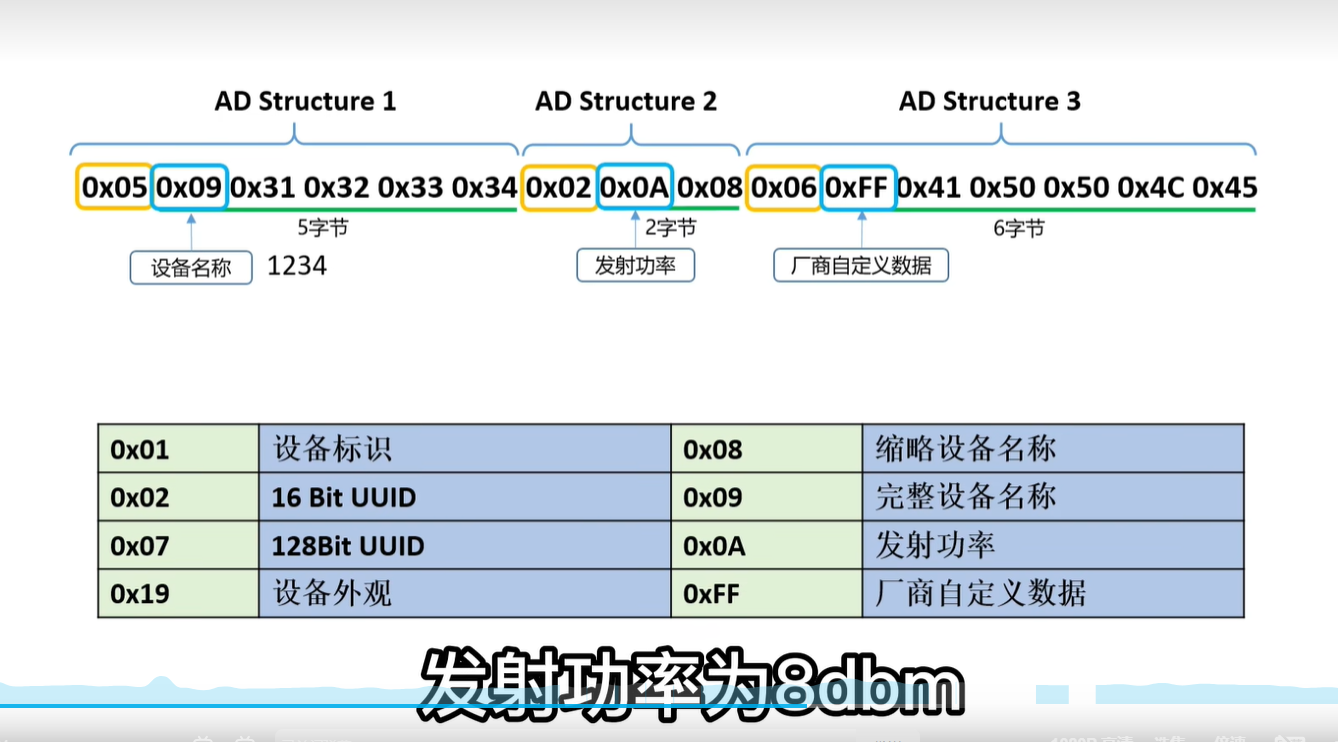 AD Structure 1 AD Structure 2 AD Structure 3
0x05 0x09 0x31 0x32 0x33 0x34 0x02 0x0A 0x08 0x06 0xFF 0x41 0x50 0x50 0x4C 0x45
5字节 2字节 6字节
设备名称 1234 发射功率 厂商自定义数据
0x01 设备标识 0x08 缩略设备名称
0x02 16 Bit UUID 0x09 完整设备名称
0x07 128Bit UUID 0x0A 发射功率
0x19 设备外观 0xFF 厂商自定义数据
发射功率为8dbm